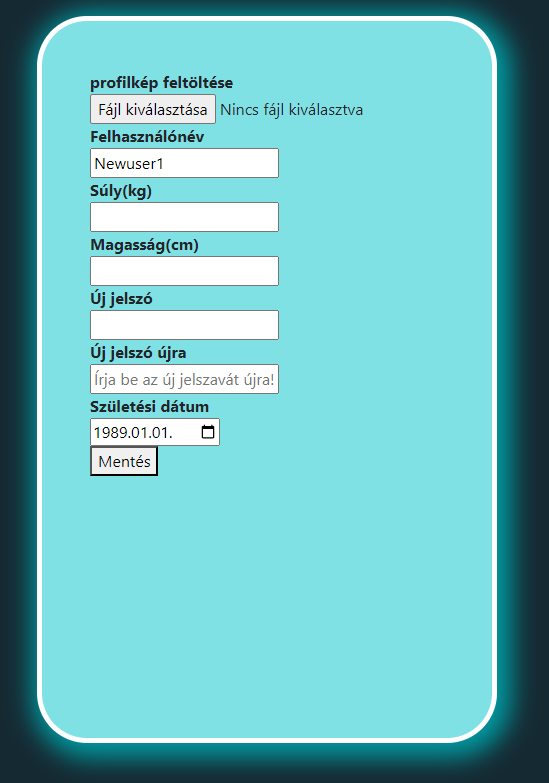 profilkép feltöltése
Fájl kiválasztása Nincs fájl kiválasztva
Felhasználónév
Newuser1
Súly(kg)
Magasság(cm)
Új jelszó
Új jelszó újra
Írja be az új jelszavát újra!
Születési dátum
1989.01.01.
Mentés